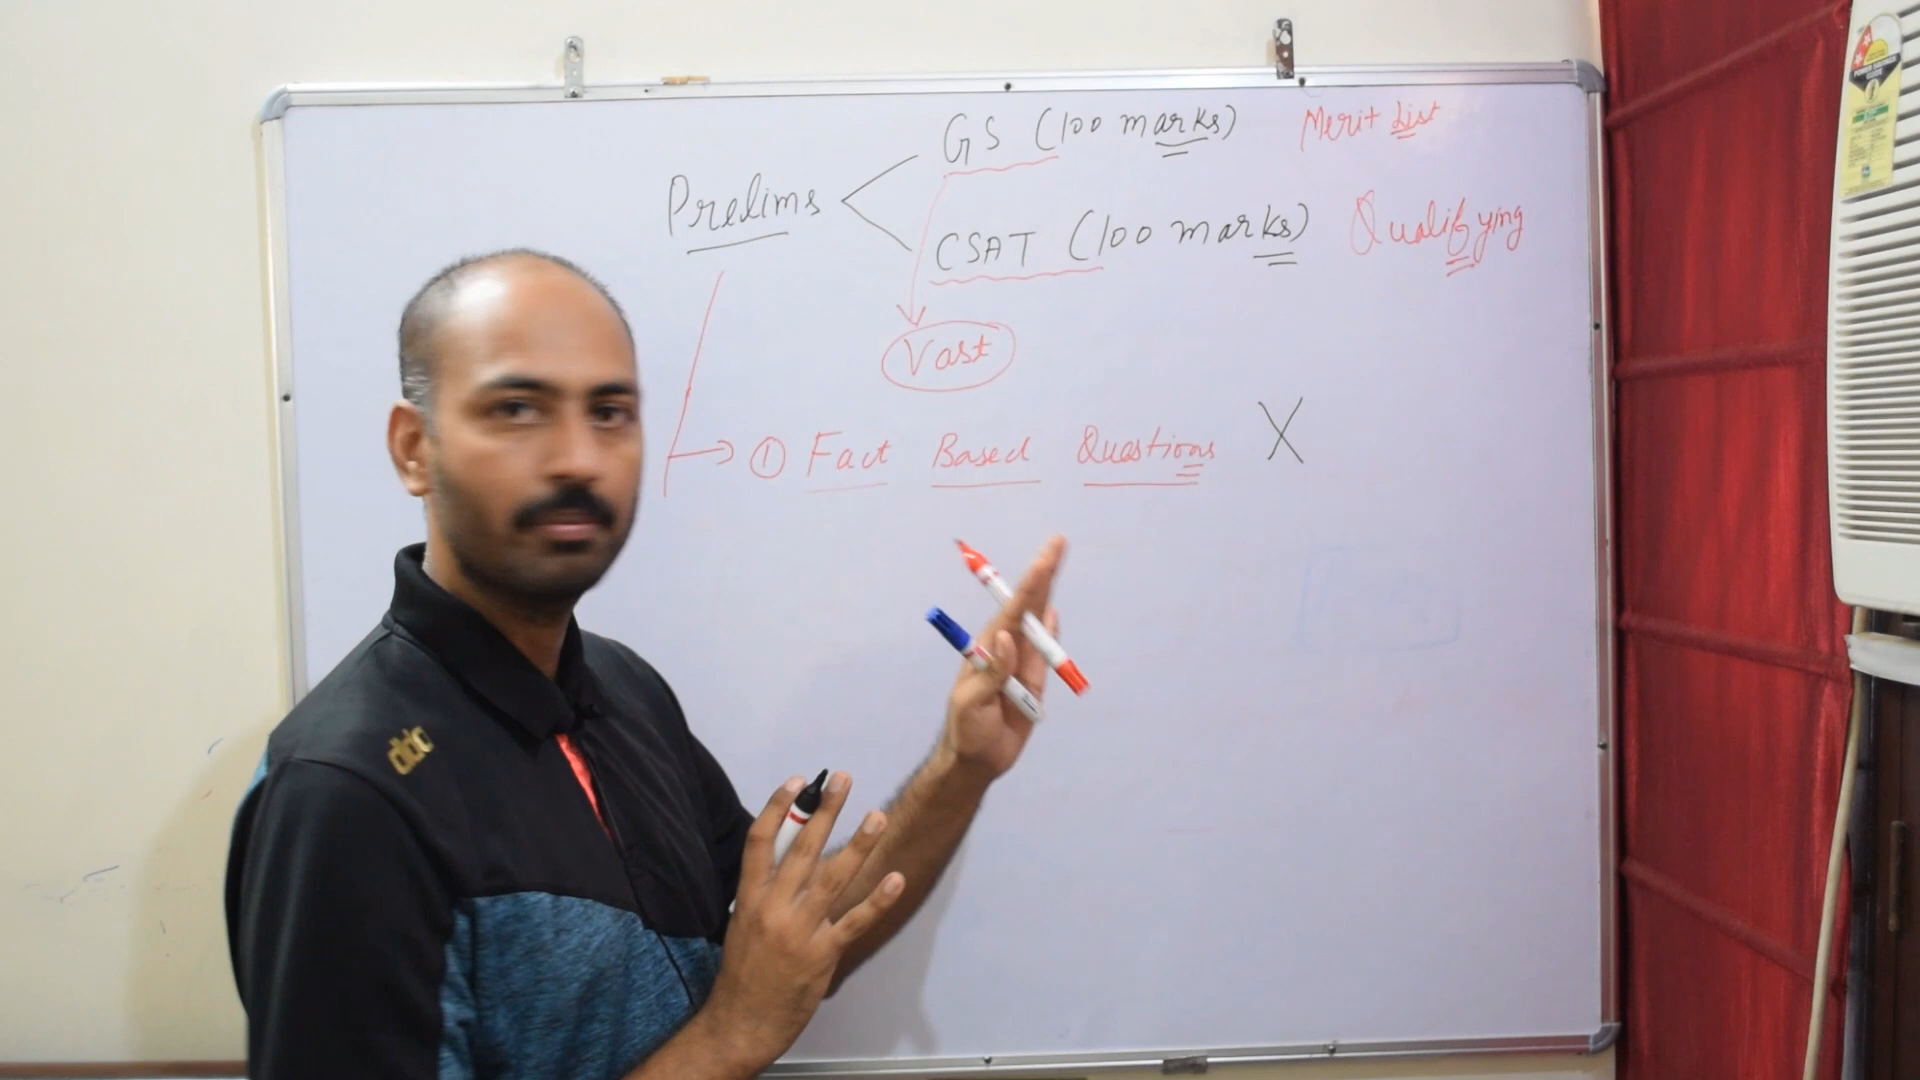 GS (100 marks) Merit List
Prelims
CSAT (100 marks) Qualifying
Vast
① Fact Based Questions X